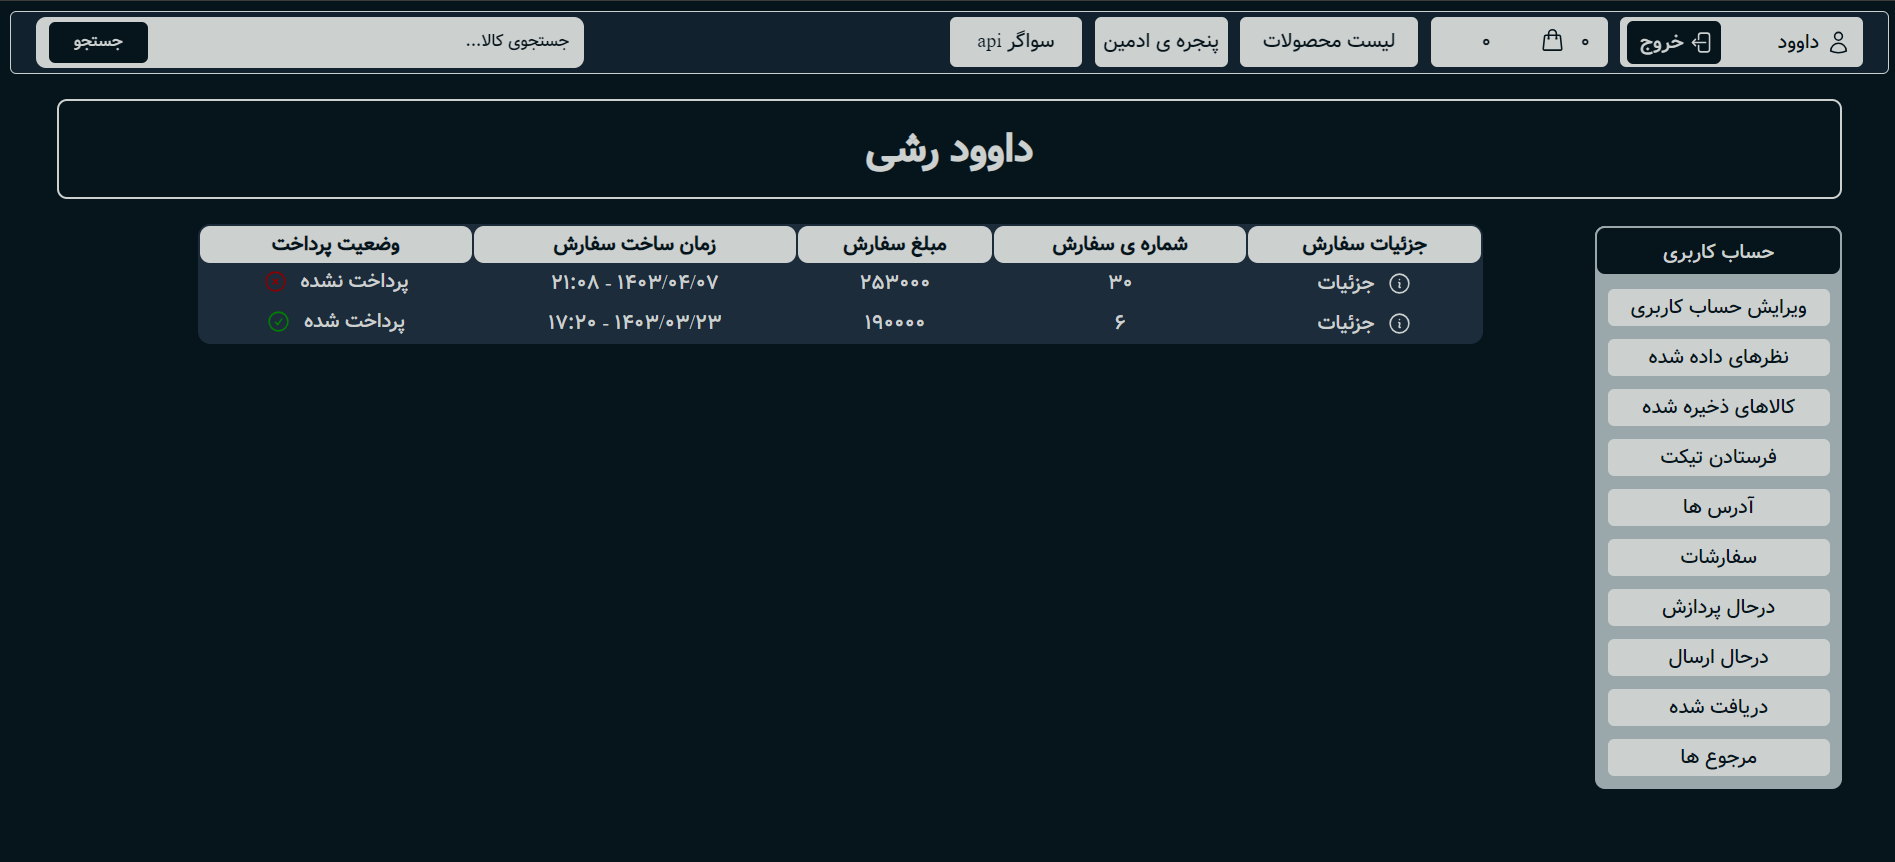 داوود
خروج
۰ ۰
لیست محصولات
پنجره ی ادمین
سواگر api
جستجوی کالا...
جستجو
داوود رشی
حساب کاربری
ویرایش حساب کاربری
نظرهای داده شده
کالاهای ذخیره شده
فرستادن تیکت
آدرس ها
سفارشات
درحال پردازش
درحال ارسال
دریافت شده
مرجوع ها
جزئیات سفارش شماره ی سفارش مبلغ سفارش زمان ساخت سفارش وضعیت پرداخت
جزئیات ۳۰ ۲۵۳۰۰۰ ۱۴۰۳/۰۴/۰۷ - ۲۱:۰۸ پرداخت نشده
جزئیات ۶ ۱۹۰۰۰۰ ۱۴۰۳/۰۳/۲۳ - ۱۷:۲۰ پرداخت شده